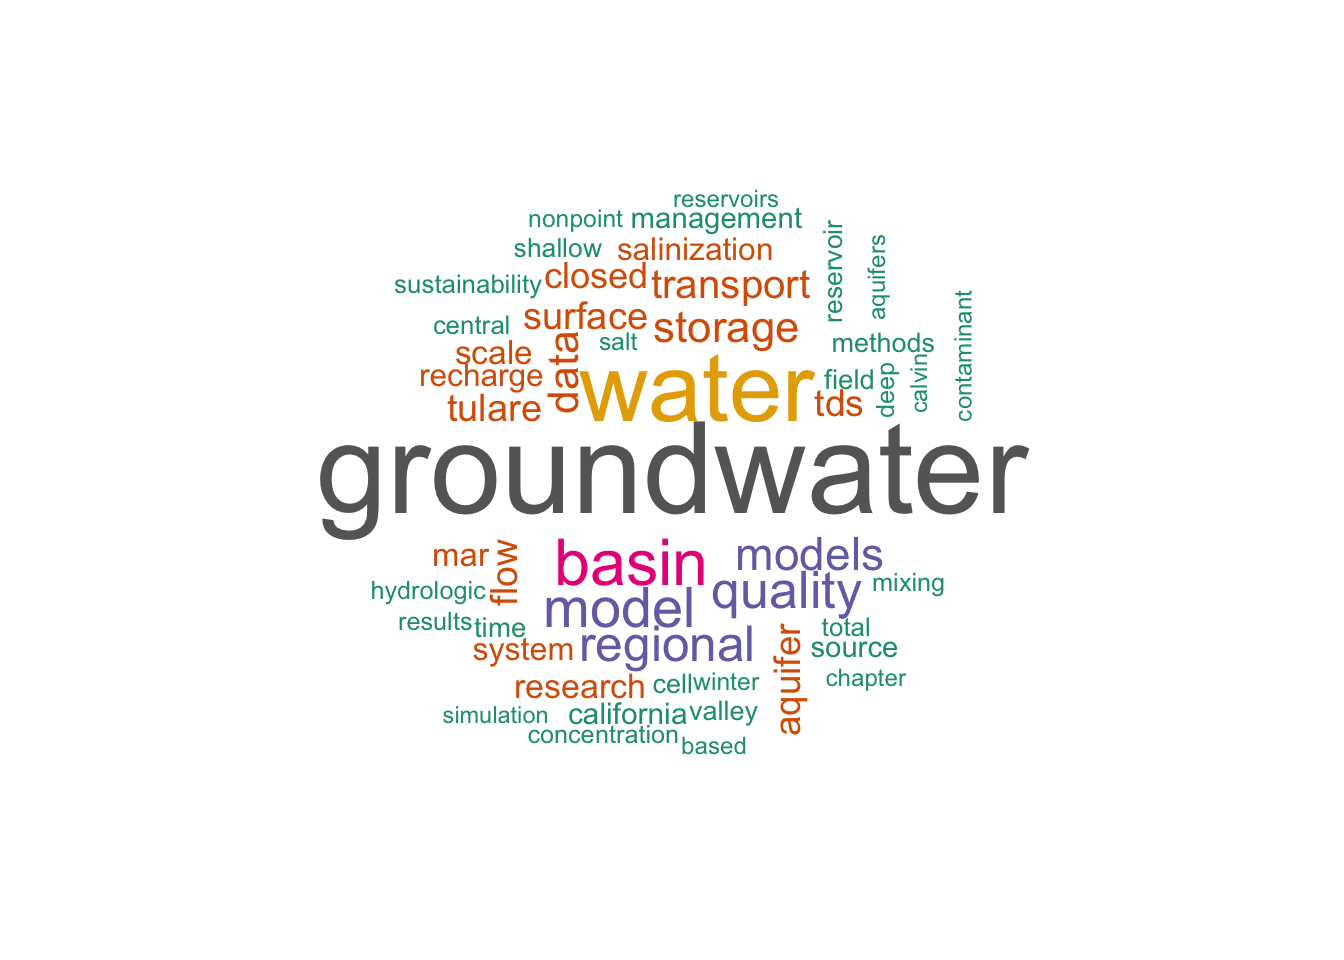 reservoirs
nonpoint management
shallow salinization
sustainability closed transport
reservoir
aquifers
central surface storage
salt
contaminant
scale data
methods
recharge water field
deep
calvin
tulare tds
groundwater
mar flow basin models
hydrologic model quality mixing
results time
system regional total
aquifer source
research cell winter chapter
simulation california valley
concentration based